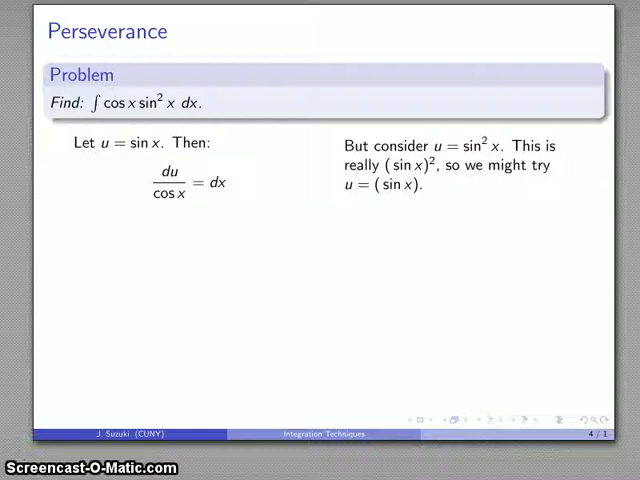 Perseverance
Problem
Find: ∫ cos x sin² x dx.
Let u = sin x. Then:
du
cos x
= dx
But consider u = sin² x. This is
really ( sin x)², so we might try
u = ( sin x).
J. Suzuki (CUNY)
Integration Techniques
4 / 1
Screencast-O-Matic.com